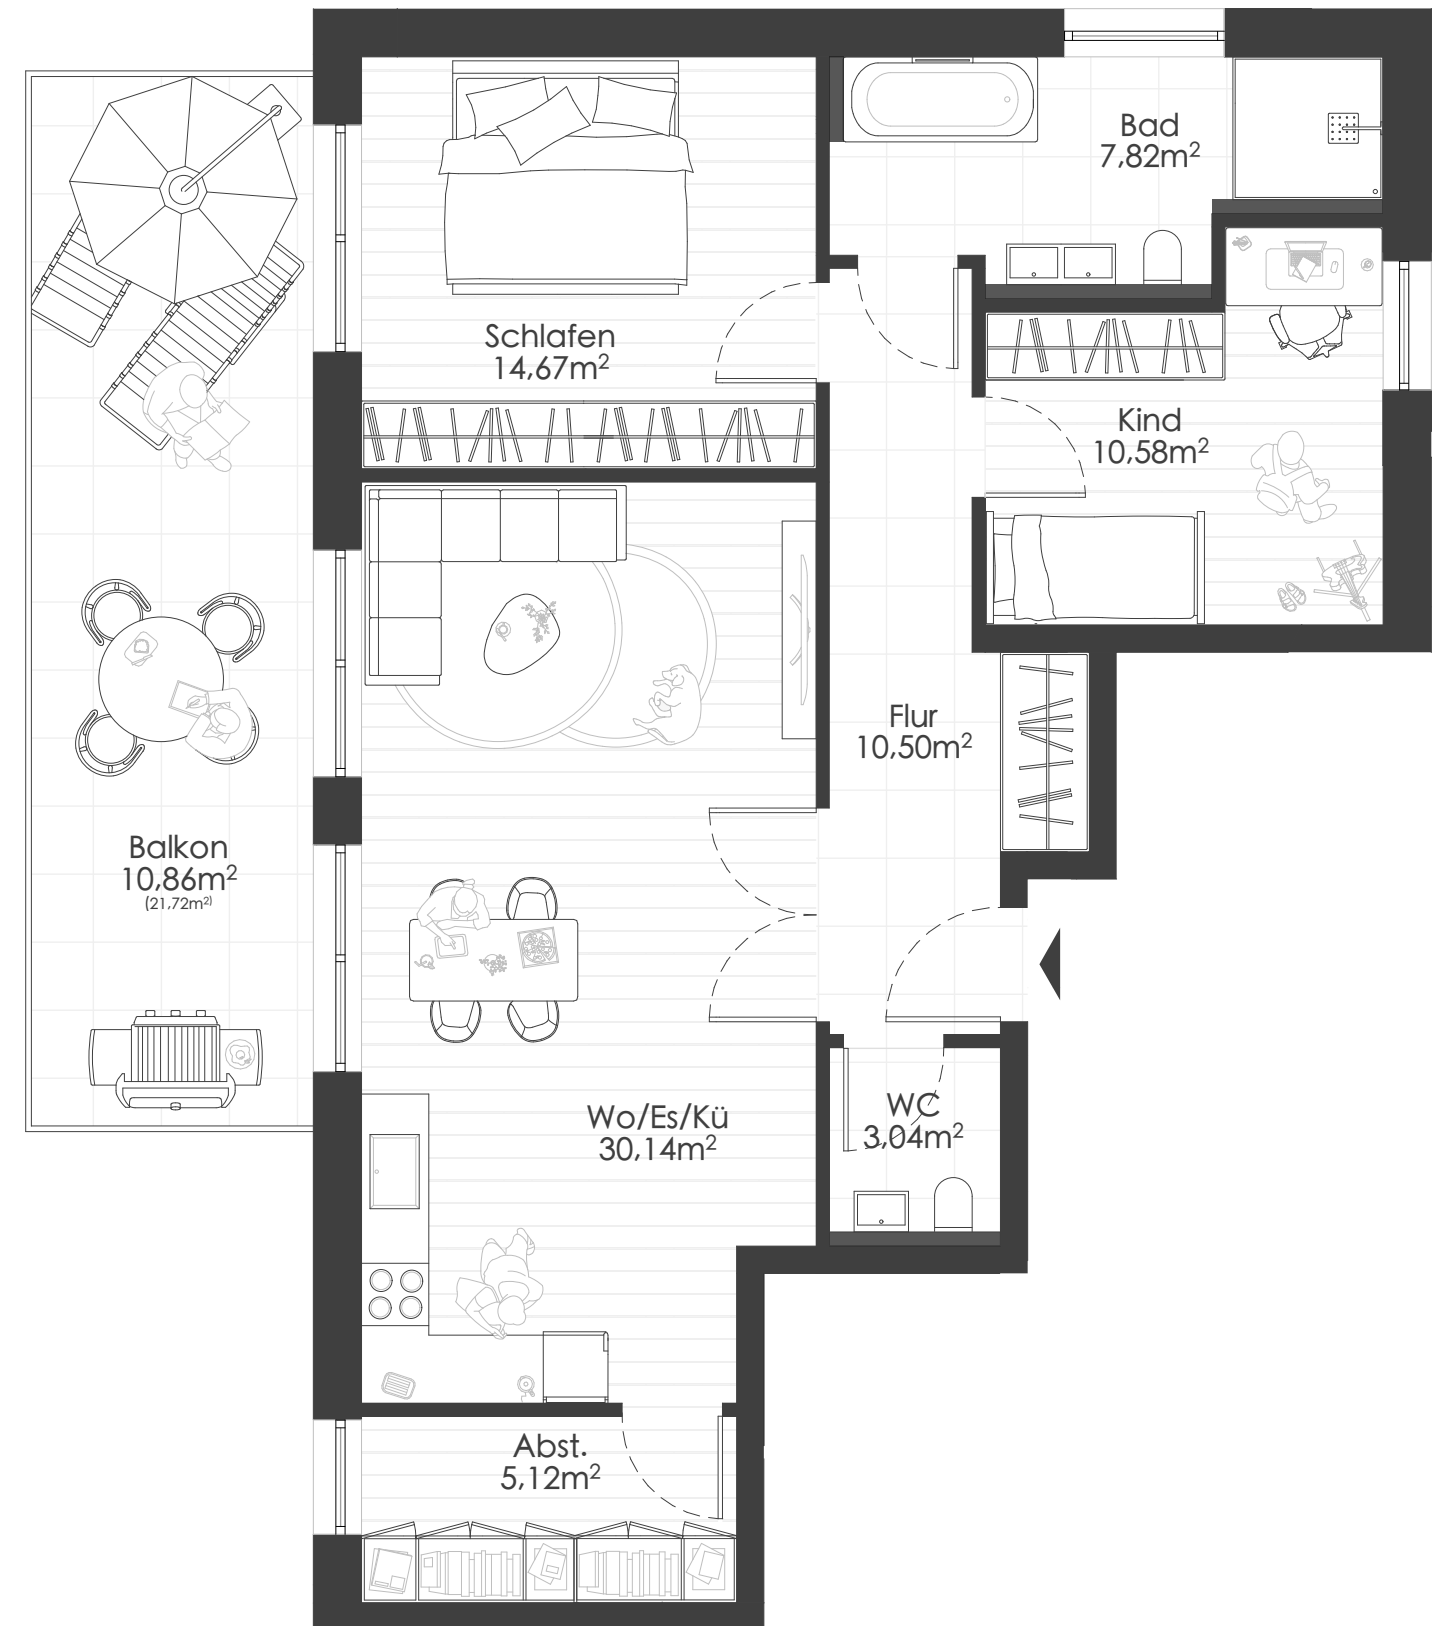 Bad
7,82m²
Schlafen
14,67m²
Kind
10,58m²
Flur
10,50m²
Balkon
10,86m²
(21,72m²)
Wo/Es/Kü
30,14m²
WC
3,04m²
Abst.
5,12m²